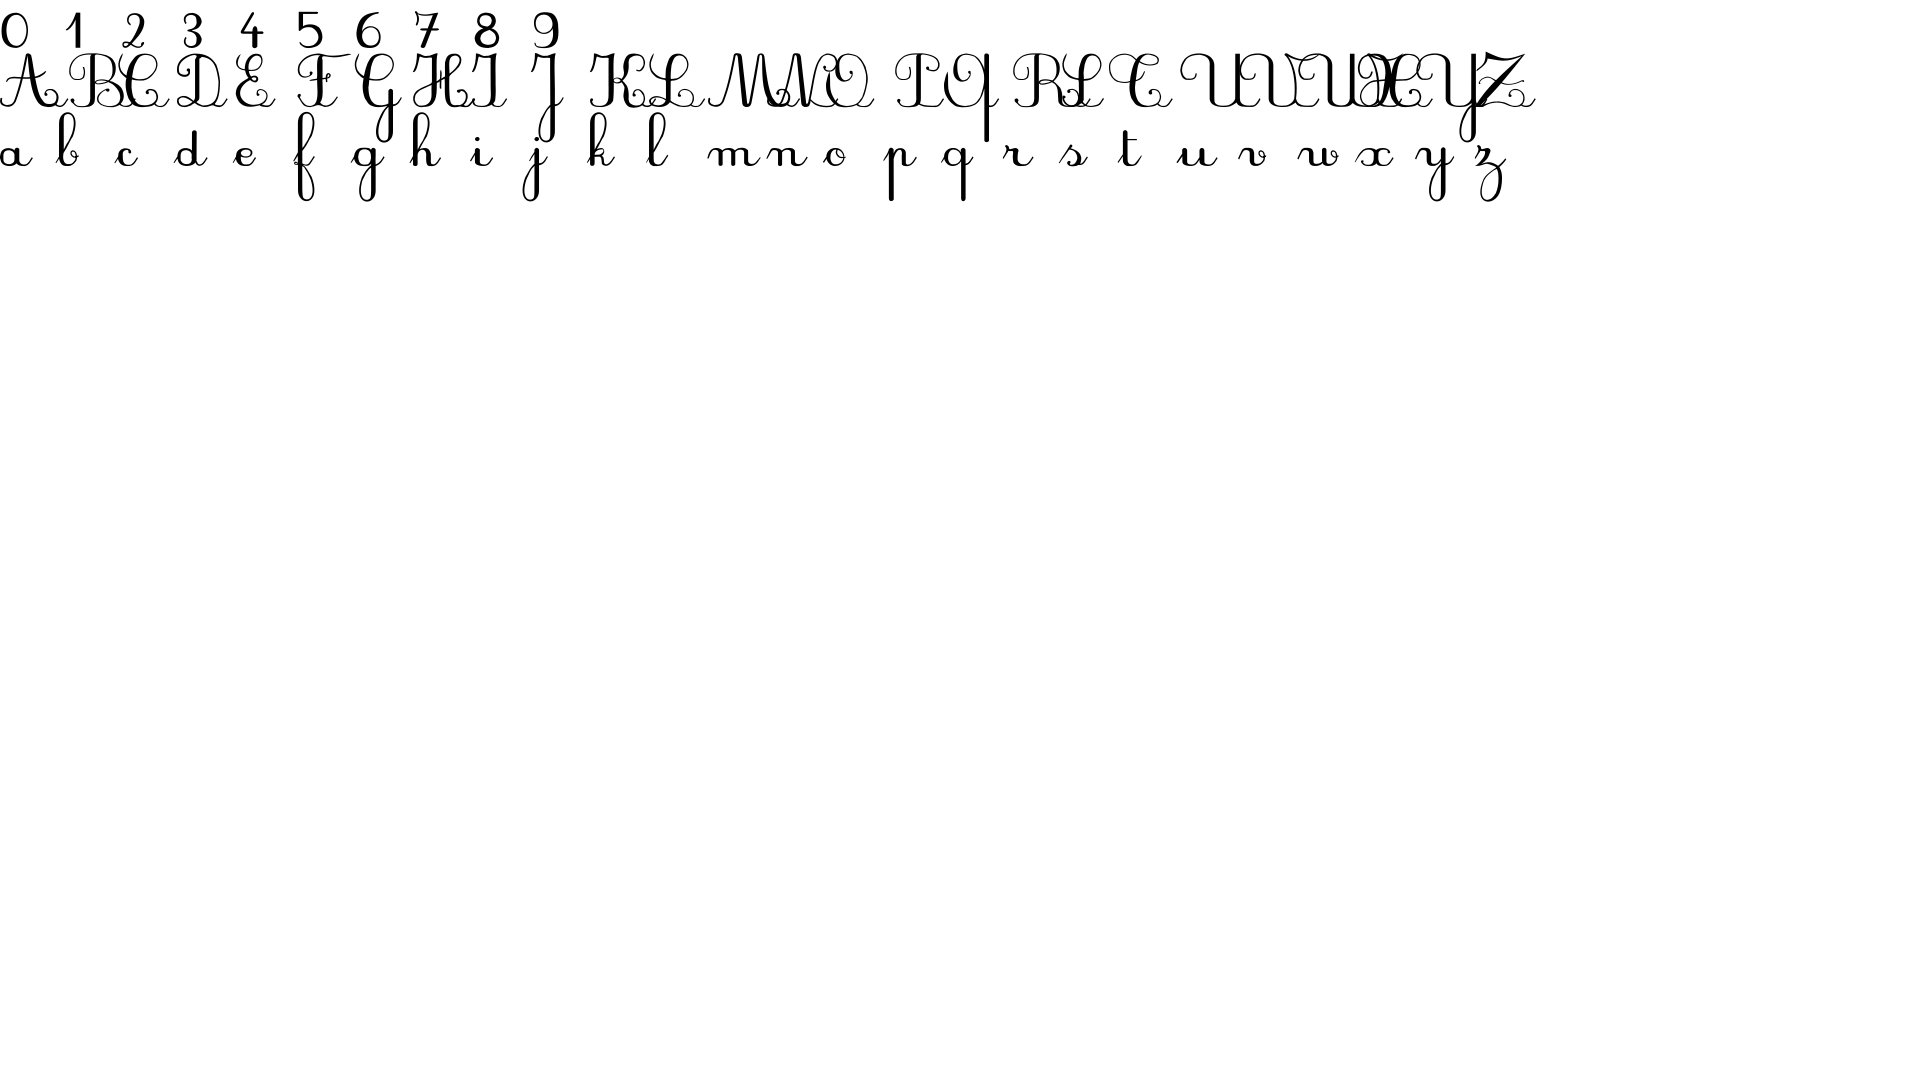 0 1 2 3 4 5 6 7 8 9
A B C D E F G H I J K L M N O P Q R S T U V W X Y Z
a b c d e f g h i j k l m n o p q r s t u v w x y z